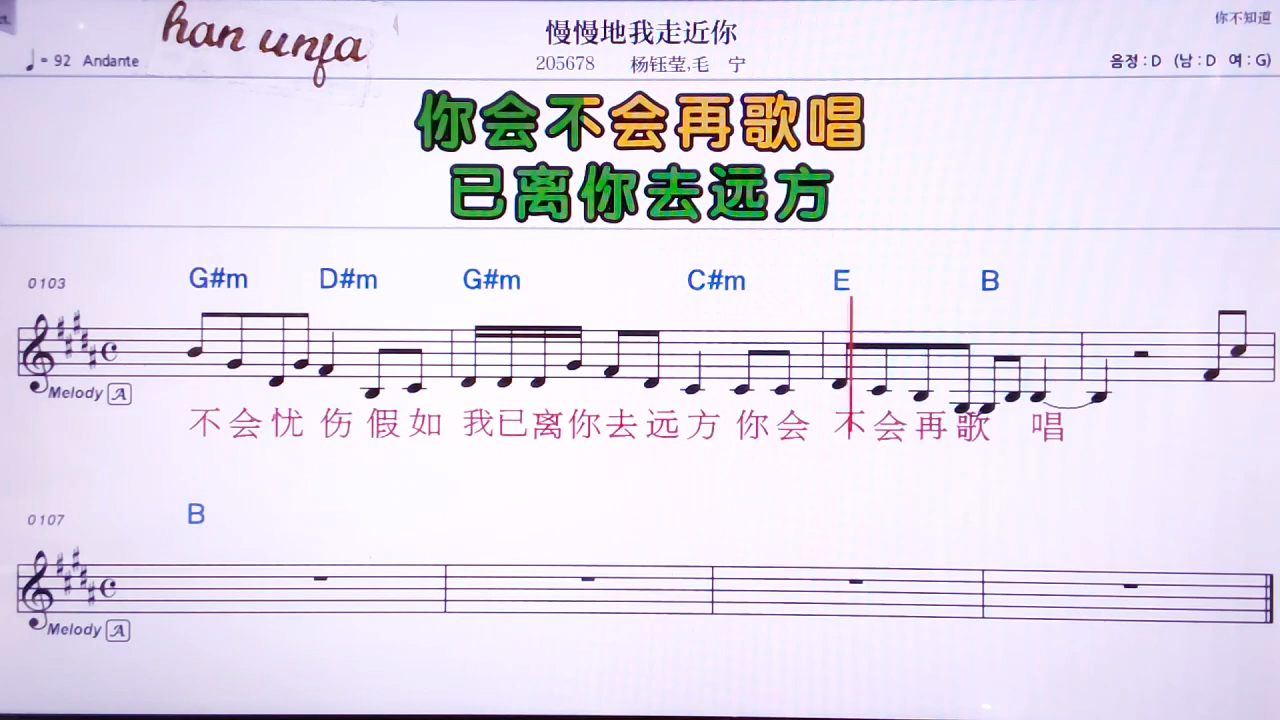 han unja
慢慢地我走近你
你不知道
= 92 Andante
205678 杨钰莹,毛 宁
음정 : D (남 : D 여 : G)
你会不会再歌唱
已离你去远方
0103 G#m D#m G#m C#m E B
Melody A
不会忧伤假如我已离你去远方你会不会再歌 唱
0107 B
Melody A